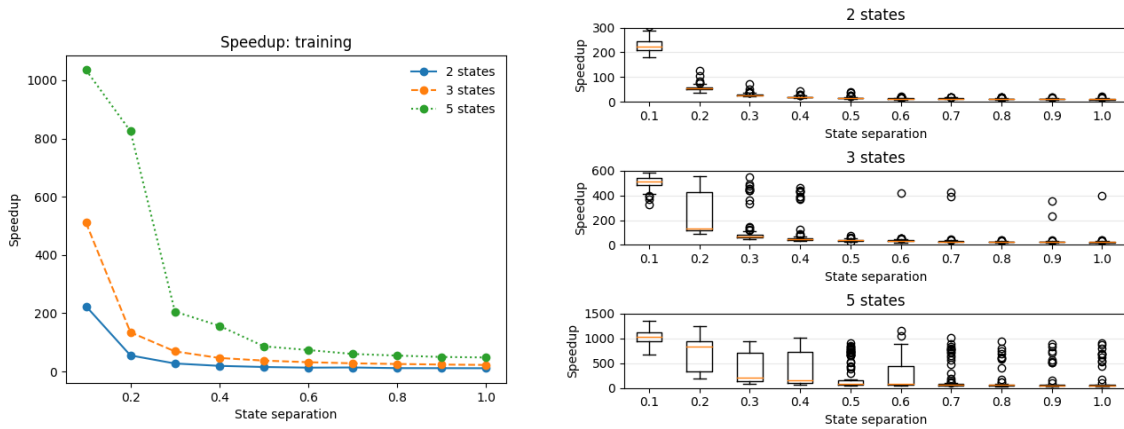 Speedup: training
Speedup
1000
800
600
400
200
0
2 states
3 states
5 states
0.2 0.4 0.6 0.8 1.0
State separation
2 states
Speedup
300
200
100
0
0.1 0.2 0.3 0.4 0.5 0.6 0.7 0.8 0.9 1.0
State separation
3 states
Speedup
600
400
200
0
0.1 0.2 0.3 0.4 0.5 0.6 0.7 0.8 0.9 1.0
State separation
5 states
Speedup
1500
1000
500
0
0.1 0.2 0.3 0.4 0.5 0.6 0.7 0.8 0.9 1.0
State separation